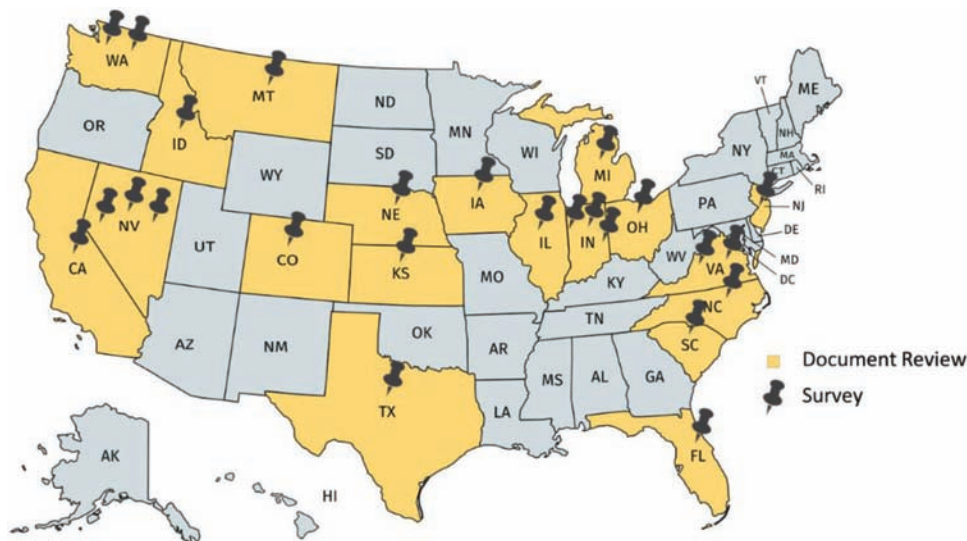 WA
MT
ND
MN
VT
ME
OR
ID
SD
WI
MI
NY
NH
MA
CT
RI
WY
NE
IA
PA
NJ
NV
UT
CO
IL
IN
OH
DE
MD
DC
CA
KS
MO
WV
VA
KY
AZ
NM
OK
AR
TN
NC
SC
TX
LA
MS
AL
GA
FL
AK
HI
Document Review
Survey